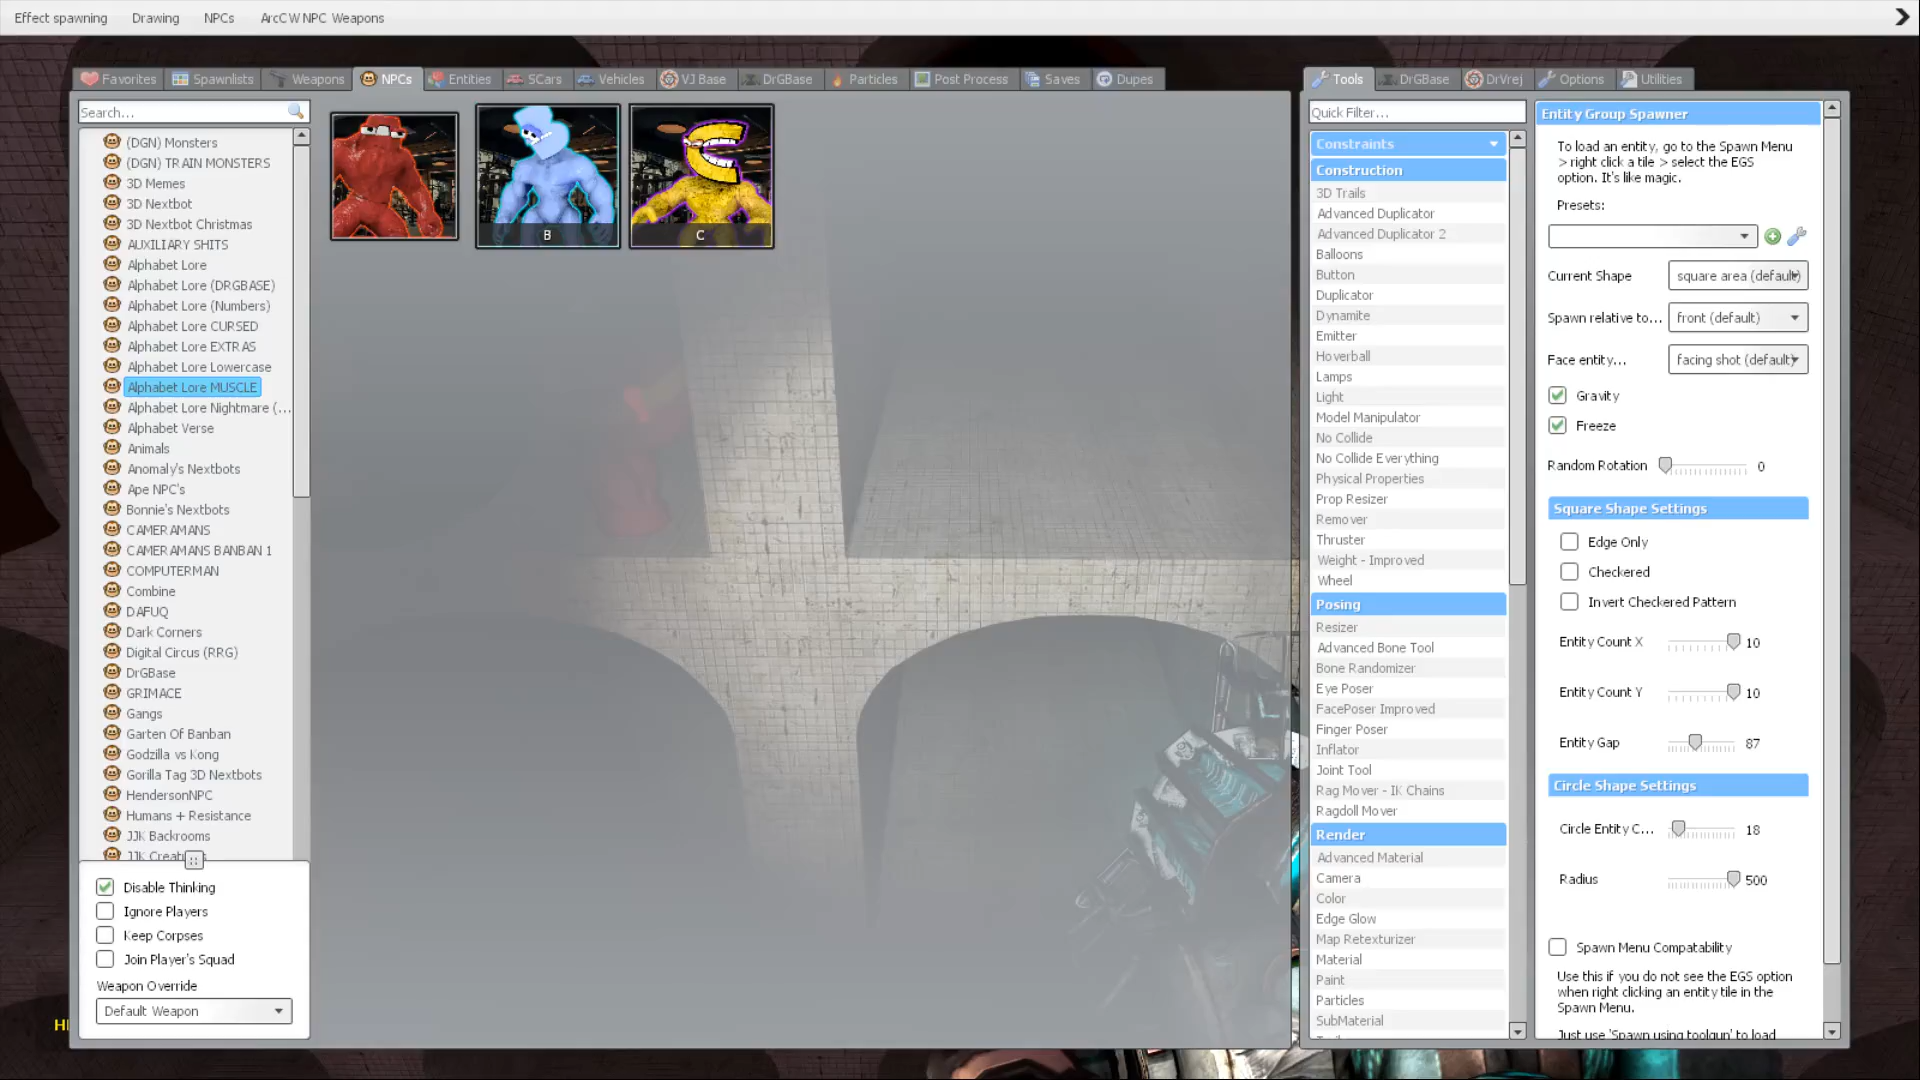 Effect spawning Drawing NPCs ArcCW NPC Weapons
Favorites Spawnlists Weapons NPCs Entities SCars Vehicles VJ Base DrGBase Particles Post Process Saves Dupes
Search...
(DGN) Monsters
(DGN) TRAIN MONSTERS
3D Memes
3D Nextbot
3D Nextbot Christmas
AUXILIARY SHITS
Alphabet Lore
Alphabet Lore (DRGBASE)
Alphabet Lore (Numbers)
Alphabet Lore CURSED
Alphabet Lore EXTRAS
Alphabet Lore Lowercase
Alphabet Lore MUSCLE
Alphabet Lore Nightmare (...
Alphabet Verse
Animals
Anomaly's Nextbots
Ape NPC's
Bonnie's Nextbots
CAMERAMANS
CAMERAMANS BANBAN 1
COMPUTERMAN
Combine
DAFUQ
Dark Corners
Digital Circus (RRG)
DrGBase
GRIMACE
Gangs
Garten Of Banban
Godzilla vs Kong
Gorilla Tag 3D Nextbots
HendersonNPC
Humans + Resistance
JJK Backrooms
Disable Thinking
Ignore Players
Keep Corpses
Join Player's Squad
Weapon Override
Default Weapon
B
C
Tools DrGBase DrVrej Options Utilities
Quick Filter...
Constraints
Construction
3D Trails
Advanced Duplicator
Advanced Duplicator 2
Balloons
Button
Duplicator
Dynamite
Emitter
Hoverball
Lamps
Light
Model Manipulator
No Collide
No Collide Everything
Physical Properties
Prop Resizer
Remover
Thruster
Weight - Improved
Wheel
Posing
Resizer
Advanced Bone Tool
Bone Randomizer
Eye Poser
FacePoser Improved
Finger Poser
Inflator
Joint Tool
Rag Mover - IK Chains
Ragdoll Mover
Render
Advanced Material
Camera
Color
Edge Glow
Map Retexturizer
Material
Paint
Particles
SubMaterial
Entity Group Spawner
To load an entity, go to the Spawn Menu
> right click a tile > select the EGS
option. It's like magic.
Presets:
Current Shape square area (default)
Spawn relative to... front (default)
Face entity... facing shot (default)
Gravity
Freeze
Random Rotation 0
Square Shape Settings
Edge Only
Checkered
Invert Checkered Pattern
Entity Count X 10
Entity Count Y 10
Entity Gap 87
Circle Shape Settings
Circle Entity C... 18
Radius 500
Spawn Menu Compatability
Use this if you do not see the EGS option
when right clicking an entity tile in the
Spawn Menu.
Just use 'Spawn using toolgun' to load